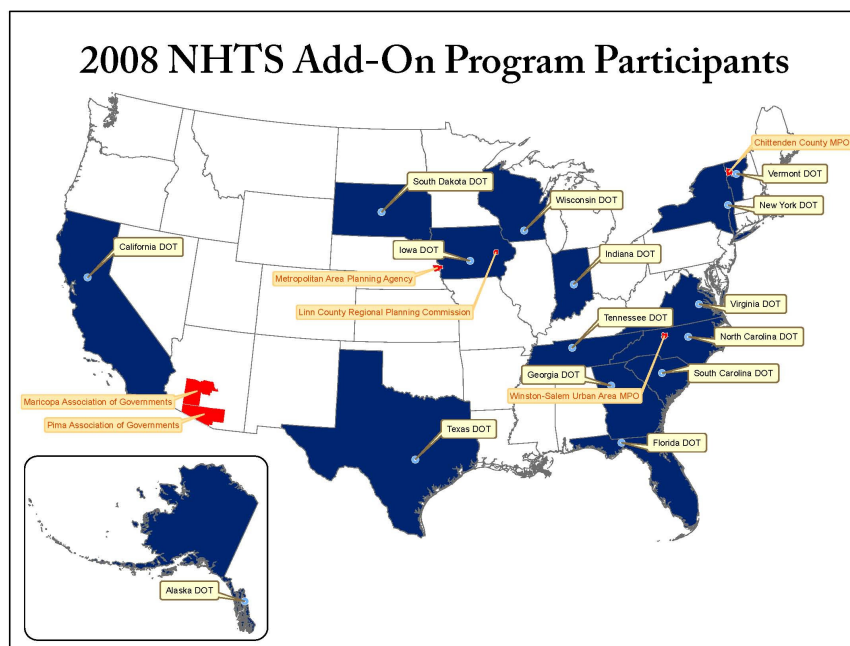 2008 NHTS Add-On Program Participants
Chittenden County MPO
Vermont DOT
South Dakota DOT
Wisconsin DOT
New York DOT
California DOT
Iowa DOT
Indiana DOT
Metropolitan Area Planning Agency
Virginia DOT
Linn County Regional Planning Commission
Tennessee DOT
North Carolina DOT
Georgia DOT
South Carolina DOT
Winston-Salem Urban Area MPO
Maricopa Association of Governments
Pima Association of Governments
Texas DOT
Florida DOT
Alaska DOT